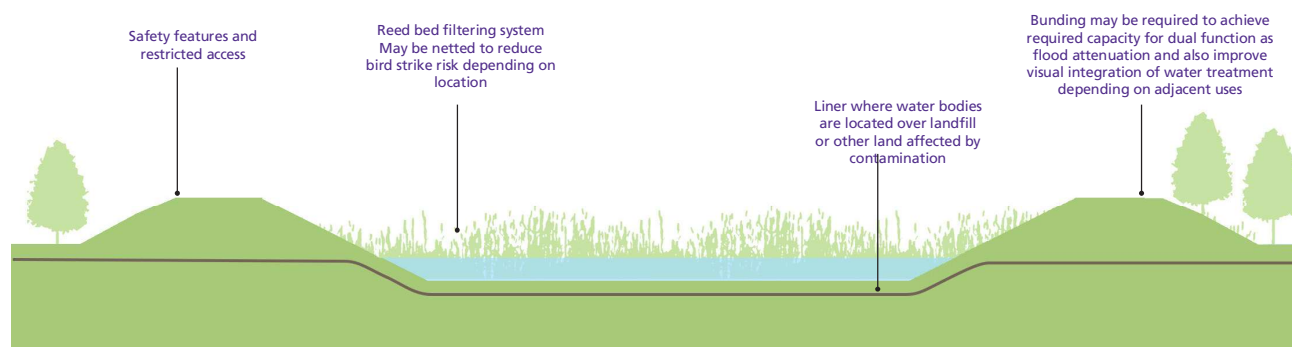 Safety features and
restricted access
Reed bed filtering system
May be netted to reduce
bird strike risk depending on
location
Liner where water bodies
are located over landfill
or other land affected by
contamination
Bunding may be required to achieve
required capacity for dual function as
flood attenuation and also improve
visual integration of water treatment
depending on adjacent uses